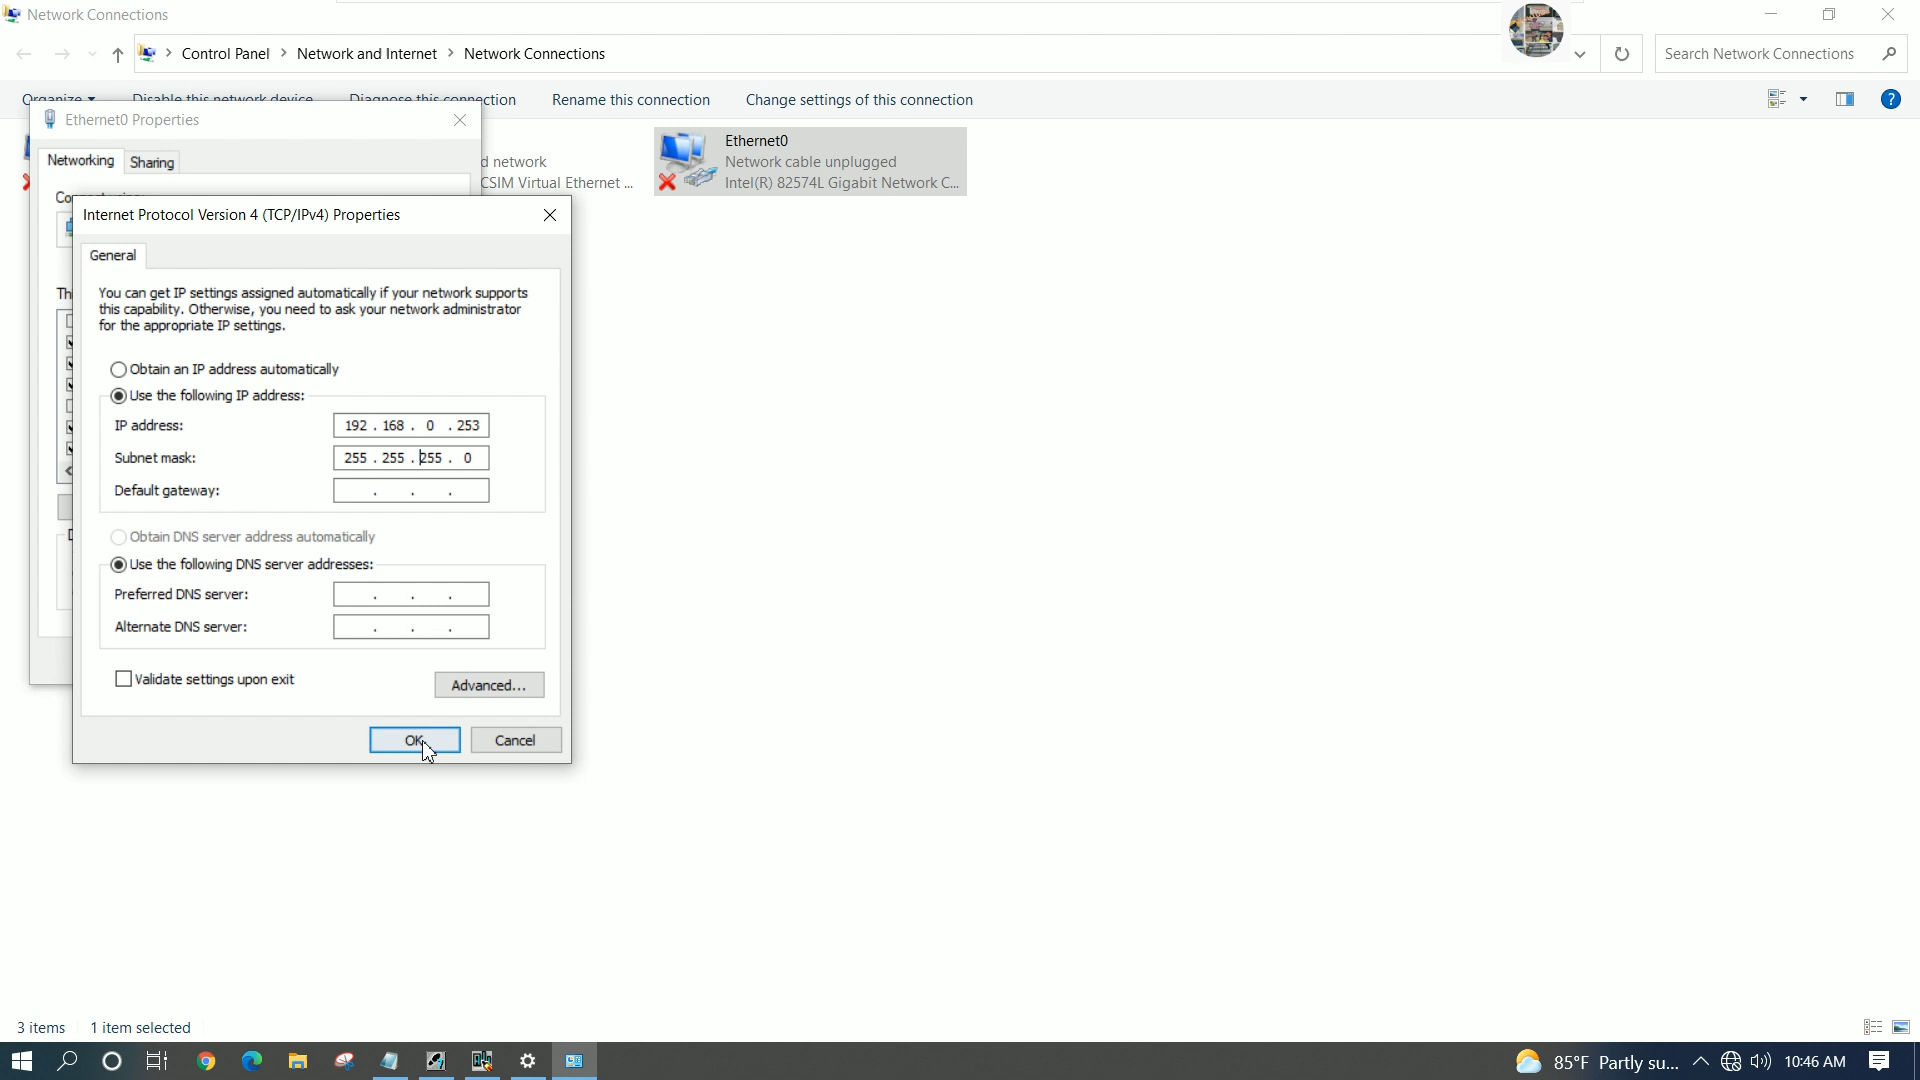 Network Connections
Control Panel > Network and Internet > Network Connections
Search Network Connections
Organize
Disable this network device
Diagnose this connection
Rename this connection
Change settings of this connection
Ethernet0 Properties
Networking
Sharing
d network
CSIM Virtual Ethernet ...
Ethernet0
Network cable unplugged
Intel(R) 82574L Gigabit Network C...
Internet Protocol Version 4 (TCP/IPv4) Properties
General
You can get IP settings assigned automatically if your network supports
this capability. Otherwise, you need to ask your network administrator
for the appropriate IP settings.
Obtain an IP address automatically
Use the following IP address:
IP address: 192 . 168 . 0 . 253
Subnet mask: 255 . 255 . 255 . 0
Default gateway: . . .
Obtain DNS server address automatically
Use the following DNS server addresses:
Preferred DNS server: . . .
Alternate DNS server: . . .
Validate settings upon exit
Advanced...
OK
Cancel
3 items
1 item selected
85°F Partly su...
10:46 AM